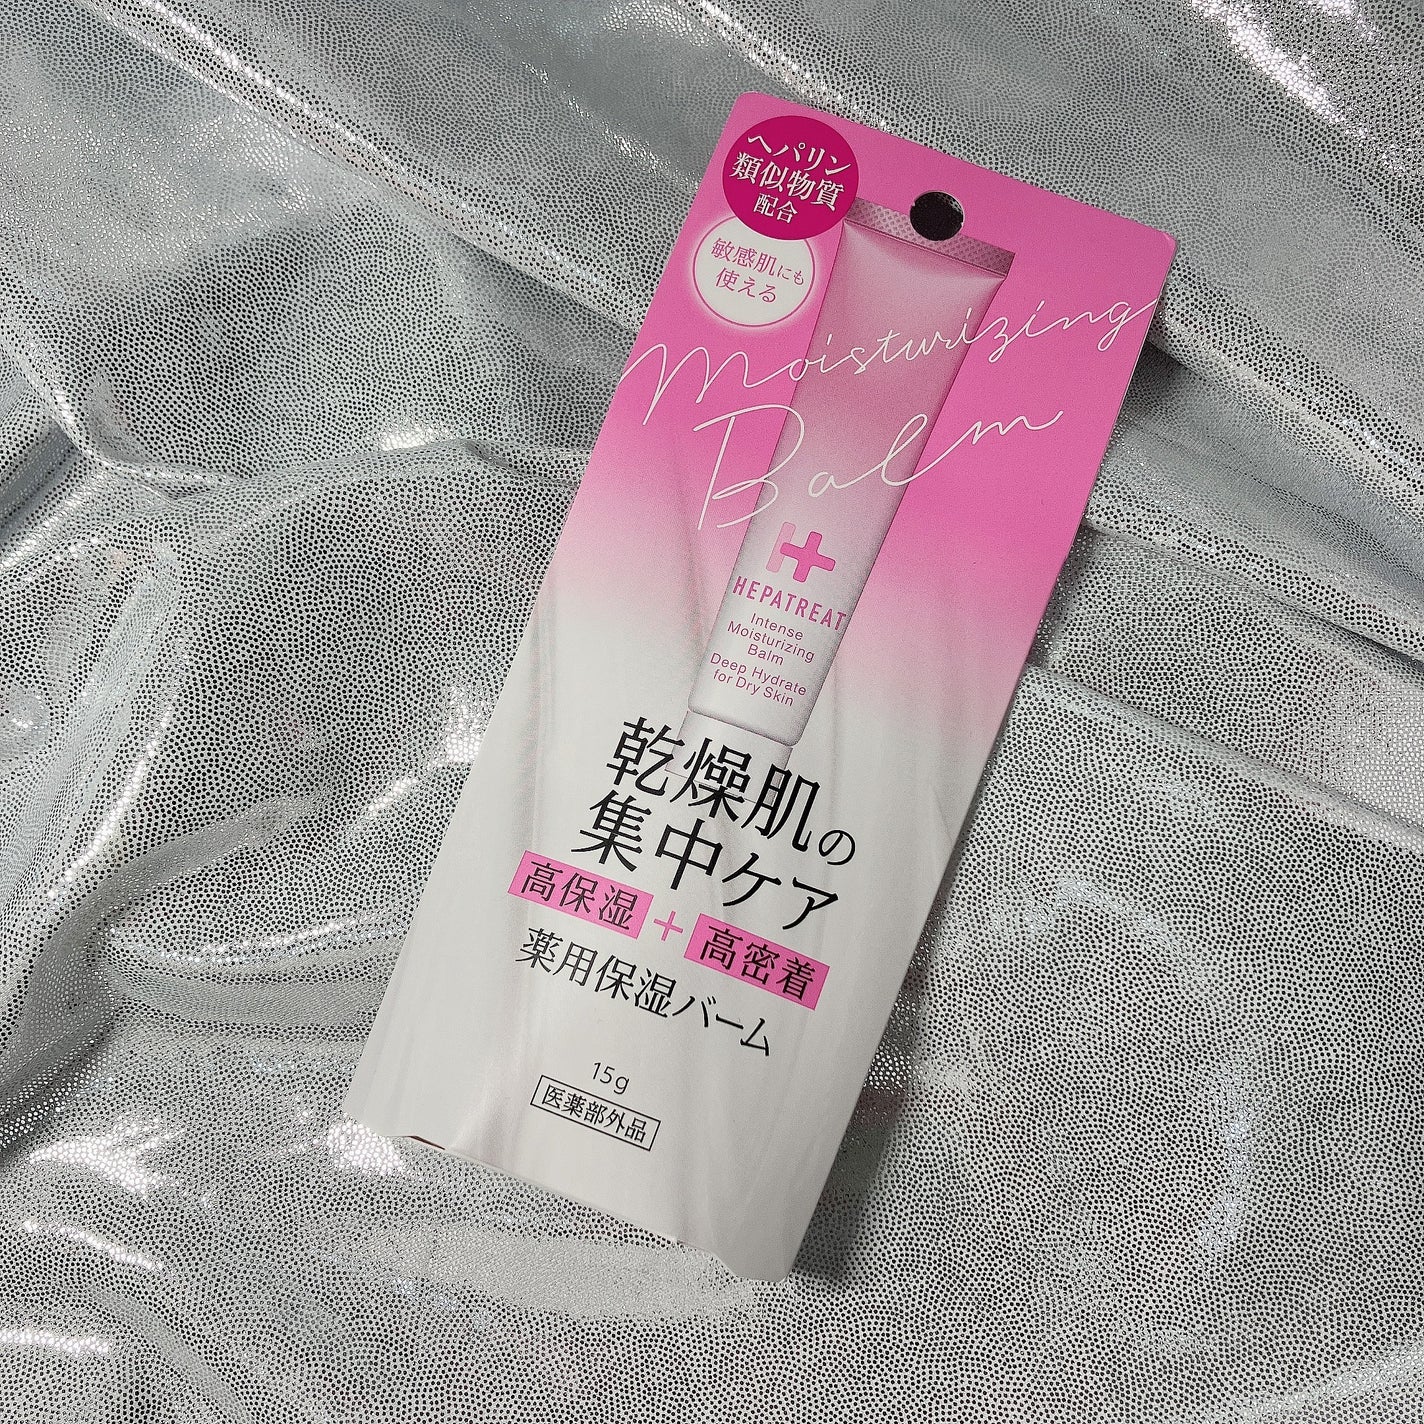 ヘパリン
類似物質
配合
敏感肌にも
使える
Moisturizing
Balm
HEPATREAT
Intense
Moisturizing
Balm
Deep Hydrate
for Dry Skin
乾燥肌の
集中ケア
高保湿+高密着
薬用保湿バーム
15g
医薬部外品